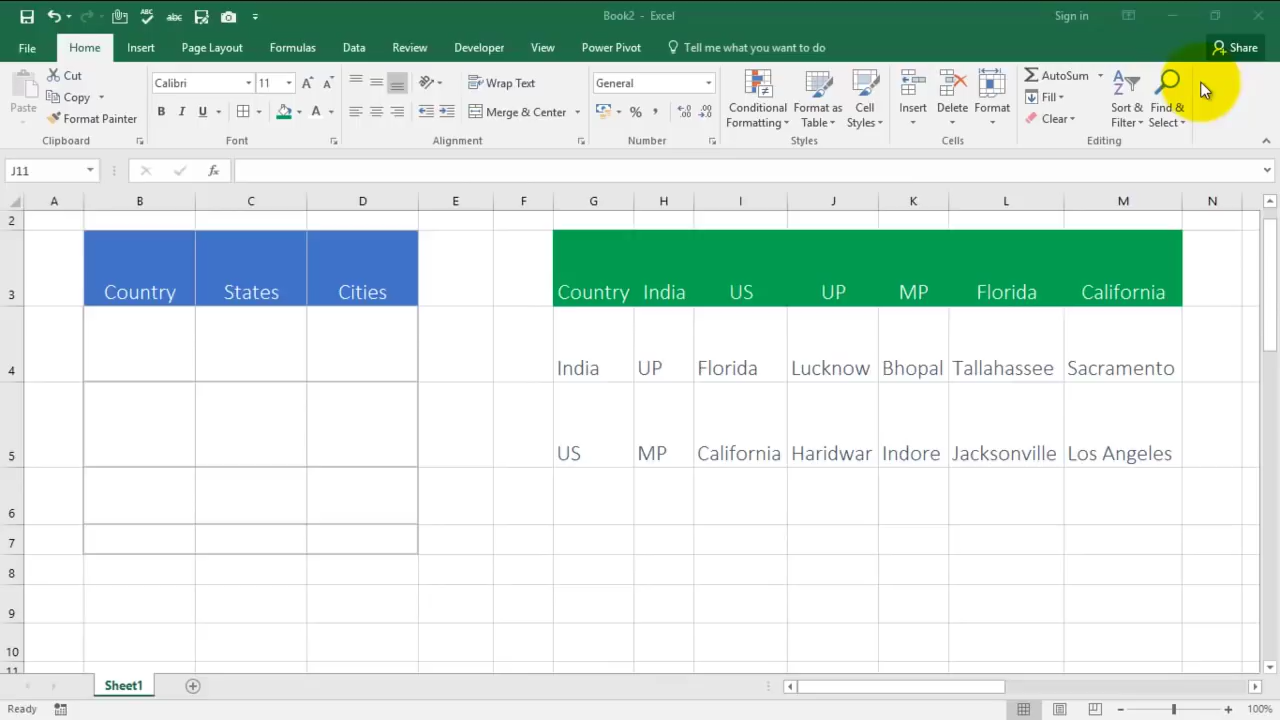 Book2 - Excel
Sign in
File Home Insert Page Layout Formulas Data Review Developer View Power Pivot Tell me what you want to do Share
Paste
Cut
Copy
Format Painter
Clipboard
Calibri 11
B I U
Font
Wrap Text
Merge & Center
Alignment
General
Number
Conditional Formatting
Format as Table
Cell Styles
Styles
Insert Delete Format
Cells
AutoSum
Fill
Clear
Sort & Filter
Find & Select
Editing
J11 fx
A B C D E F G H I J K L M N
2
3 Country States Cities Country India US UP MP Florida California
4 India UP Florida Lucknow Bhopal Tallahassee Sacramento
5 US MP California Haridwar Indore Jacksonville Los Angeles
6
7
8
9
10
11
Sheet1
Ready 100%